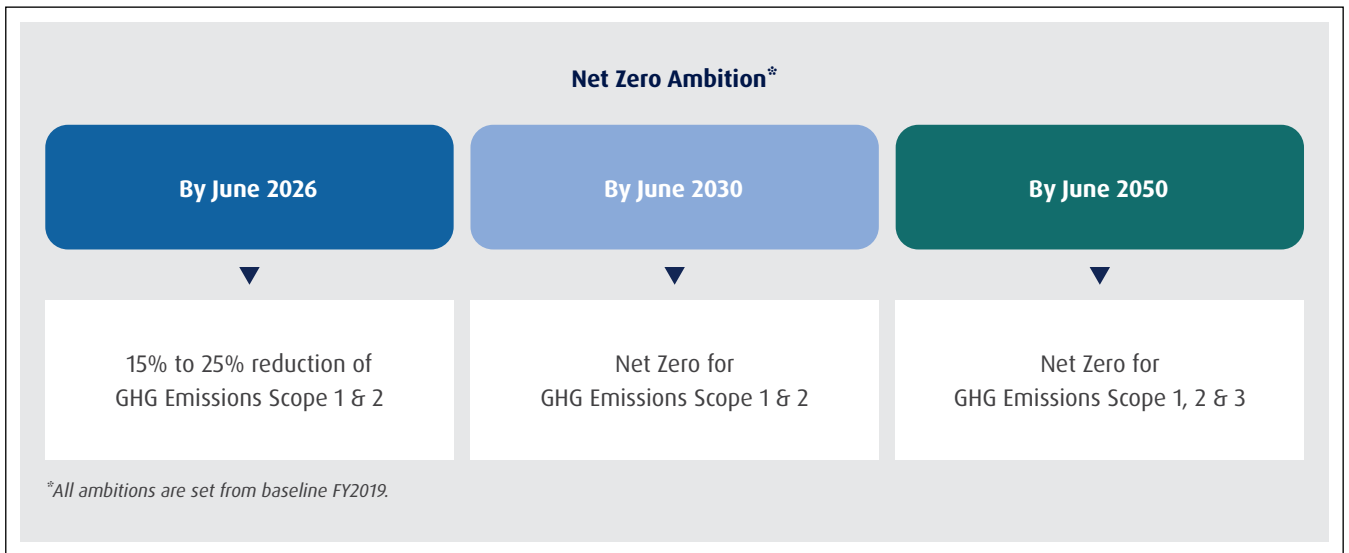 Net Zero Ambition*
By June 2026
By June 2030
By June 2050
15% to 25% reduction of
GHG Emissions Scope 1 & 2
Net Zero for
GHG Emissions Scope 1 & 2
Net Zero for
GHG Emissions Scope 1, 2 & 3
*All ambitions are set from baseline FY2019.